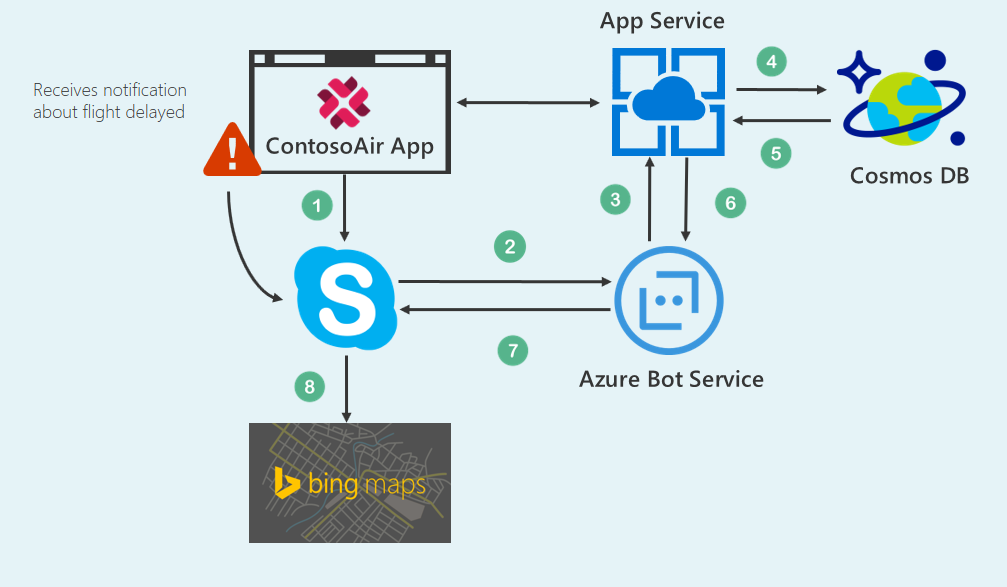 App Service
4
Receives notification
about flight delayed
ContosoAir App
!
5
Cosmos DB
1
3
6
2
S
7
Azure Bot Service
8
bing maps